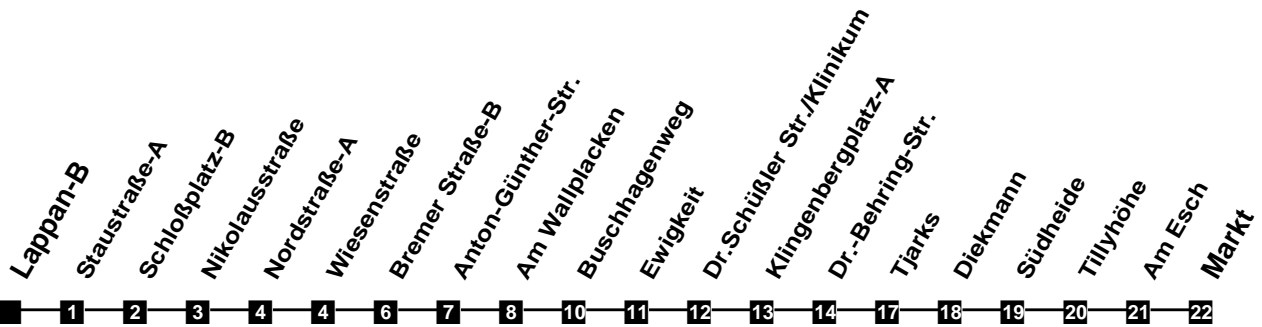 Lappan-B
Staustraße-A
Schloßplatz-B
Nikolausstraße
Nordstraße-A
Wiesenstraße
Bremer Straße-B
Anton-Günther-Str.
Am Wallplacken
Buschhagenweg
Ewigkeit
Dr.Schüßler Str./Klinikum
Klingenbergplatz-A
Dr.-Behring-Str.
Tjarks
Diekmann
Südheide
Tillyhöhe
Am Esch
Markt
1 2 3 4 4 6 7 8 10 11 12 13 14 17 18 19 20 21 22